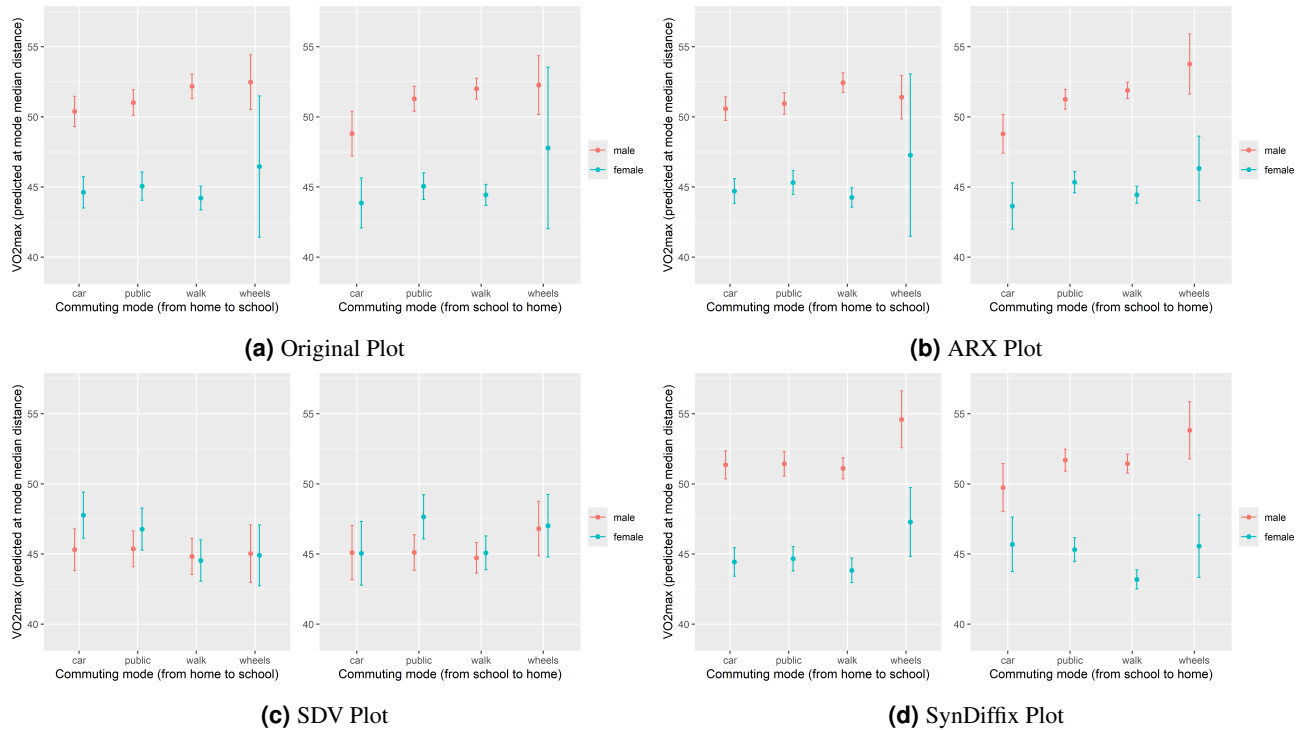 VO2max (predicted at mode median distance)
55
50
45
40
car public walk wheels
Commuting mode (from home to school)
55
50
45
40
car public walk wheels
Commuting mode (from school to home)
male
female
(a) Original Plot
VO2max (predicted at mode median distance)
55
50
45
40
car public walk wheels
Commuting mode (from home to school)
55
50
45
40
car public walk wheels
Commuting mode (from school to home)
male
female
(b) ARX Plot
VO2max (predicted at mode median distance)
55
50
45
40
car public walk wheels
Commuting mode (from home to school)
55
50
45
40
car public walk wheels
Commuting mode (from school to home)
male
female
(c) SDV Plot
VO2max (predicted at mode median distance)
55
50
45
40
car public walk wheels
Commuting mode (from home to school)
55
50
45
40
car public walk wheels
Commuting mode (from school to home)
male
female
(d) SynDiffix Plot